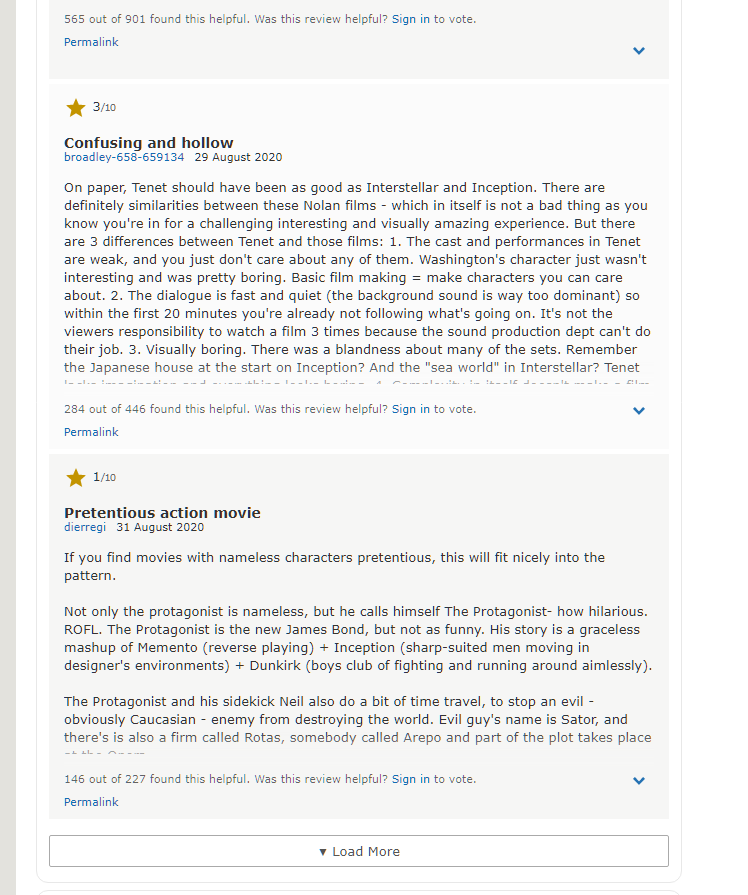 565 out of 901 found this helpful. Was this review helpful? Sign in to vote.
Permalink
3/10
Confusing and hollow
broadley-658-659134 29 August 2020
On paper, Tenet should have been as good as Interstellar and Inception. There are
definitely similarities between these Nolan films - which in itself is not a bad thing as you
know you're in for a challenging interesting and visually amazing experience. But there
are 3 differences between Tenet and those films: 1. The cast and performances in Tenet
are weak, and you just don't care about any of them. Washington's character just wasn't
interesting and was pretty boring. Basic film making = make characters you can care
about. 2. The dialogue is fast and quiet (the background sound is way too dominant) so
within the first 20 minutes you're already not following what's going on. It's not the
viewers responsibility to watch a film 3 times because the sound production dept can't do
their job. 3. Visually boring. There was a blandness about many of the sets. Remember
the Japanese house at the start on Inception? And the "sea world" in Interstellar? Tenet
lacks imagination and everything looks boring. 4. Complexity in itself doesn't make a film
284 out of 446 found this helpful. Was this review helpful? Sign in to vote.
Permalink
1/10
Pretentious action movie
dierregi 31 August 2020
If you find movies with nameless characters pretentious, this will fit nicely into the
pattern.
Not only the protagonist is nameless, but he calls himself The Protagonist- how hilarious.
ROFL. The Protagonist is the new James Bond, but not as funny. His story is a graceless
mashup of Memento (reverse playing) + Inception (sharp-suited men moving in
designer's environments) + Dunkirk (boys club of fighting and running around aimlessly).
The Protagonist and his sidekick Neil also do a bit of time travel, to stop an evil -
obviously Caucasian - enemy from destroying the world. Evil guy's name is Sator, and
there's is also a firm called Rotas, somebody called Arepo and part of the plot takes place
at the Opera
146 out of 227 found this helpful. Was this review helpful? Sign in to vote.
Permalink
▼ Load More